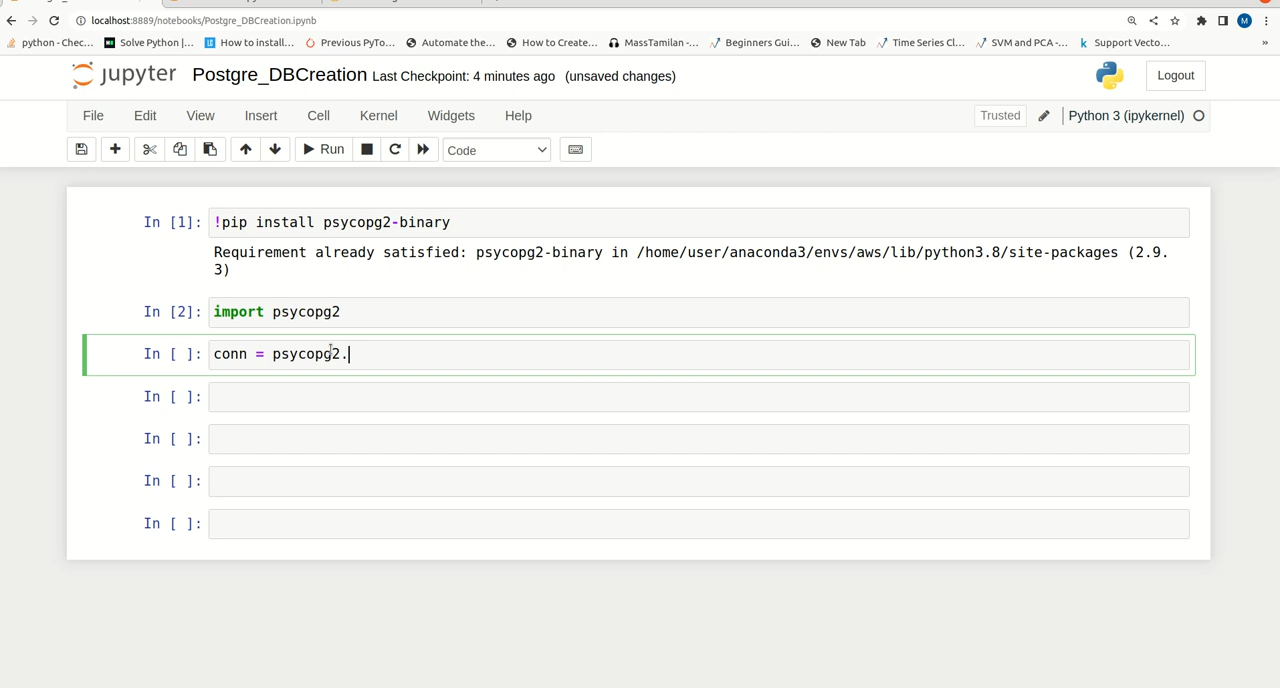 localhost:8889/notebooks/Postgre_DBCreation.ipynb
M
python - Chec...
Solve Python |...
How to install...
Previous PyTo...
Automate the...
How to Create...
MassTamilan -...
Beginners Gui...
New Tab
Time Series Cl...
SVM and PCA -...
Support Vecto...
»
jupyter Postgre_DBCreation Last Checkpoint: 4 minutes ago (unsaved changes)
Logout
File Edit View Insert Cell Kernel Widgets Help
Trusted
Python 3 (ipykernel)
Run
Code
In [1]: !pip install psycopg2-binary
Requirement already satisfied: psycopg2-binary in /home/user/anaconda3/envs/aws/lib/python3.8/site-packages (2.9.
3)
In [2]: import psycopg2
In [ ]: conn = psycopg2.
In [ ]:
In [ ]:
In [ ]:
In [ ]: